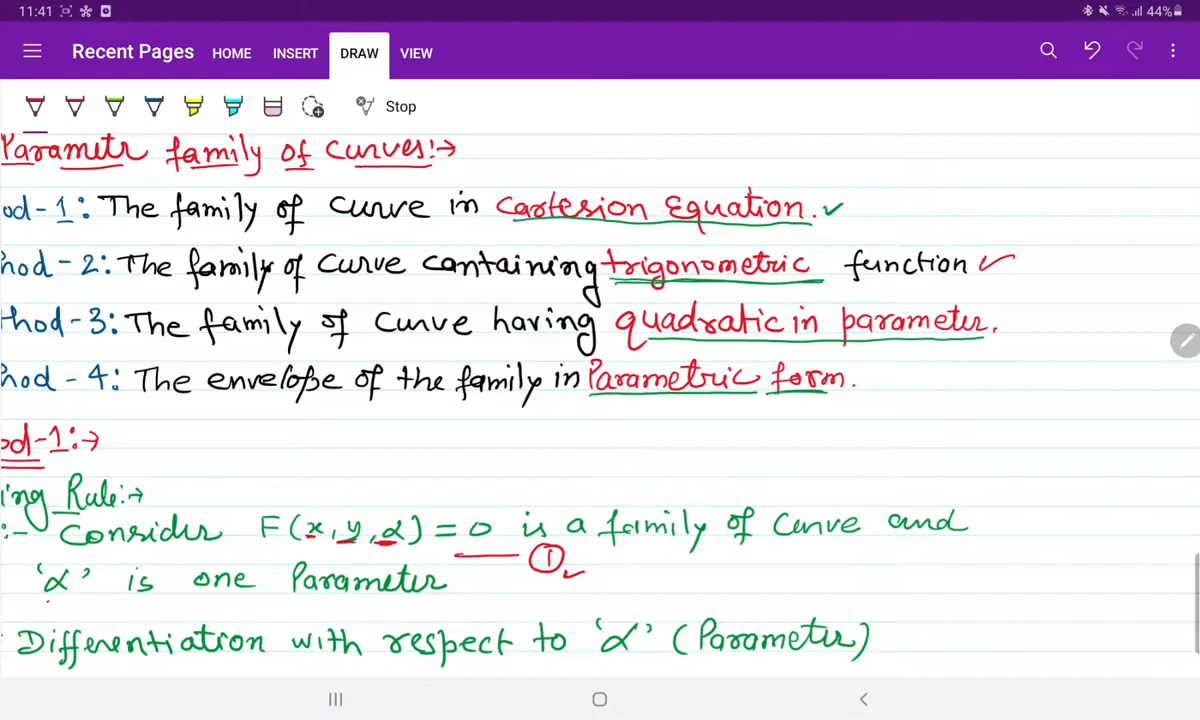 11:41 44%
Recent Pages HOME INSERT DRAW VIEW
Stop
Parametr family of curves:→
od-1: The family of curve in Cartesion Equation. ✓
hod-2: The family of curve containing trigonometric function ✓
thod-3: The family of curve having quadratic in parameter.
hod-4: The envelope of the family in Parametric form.
od-1:→
ing Rule:→
:- Consider F(x, y, α) = 0 is a family of curve and
①✓
'α' is one Parameter
Differentiation with respect to 'α' (Parameter)